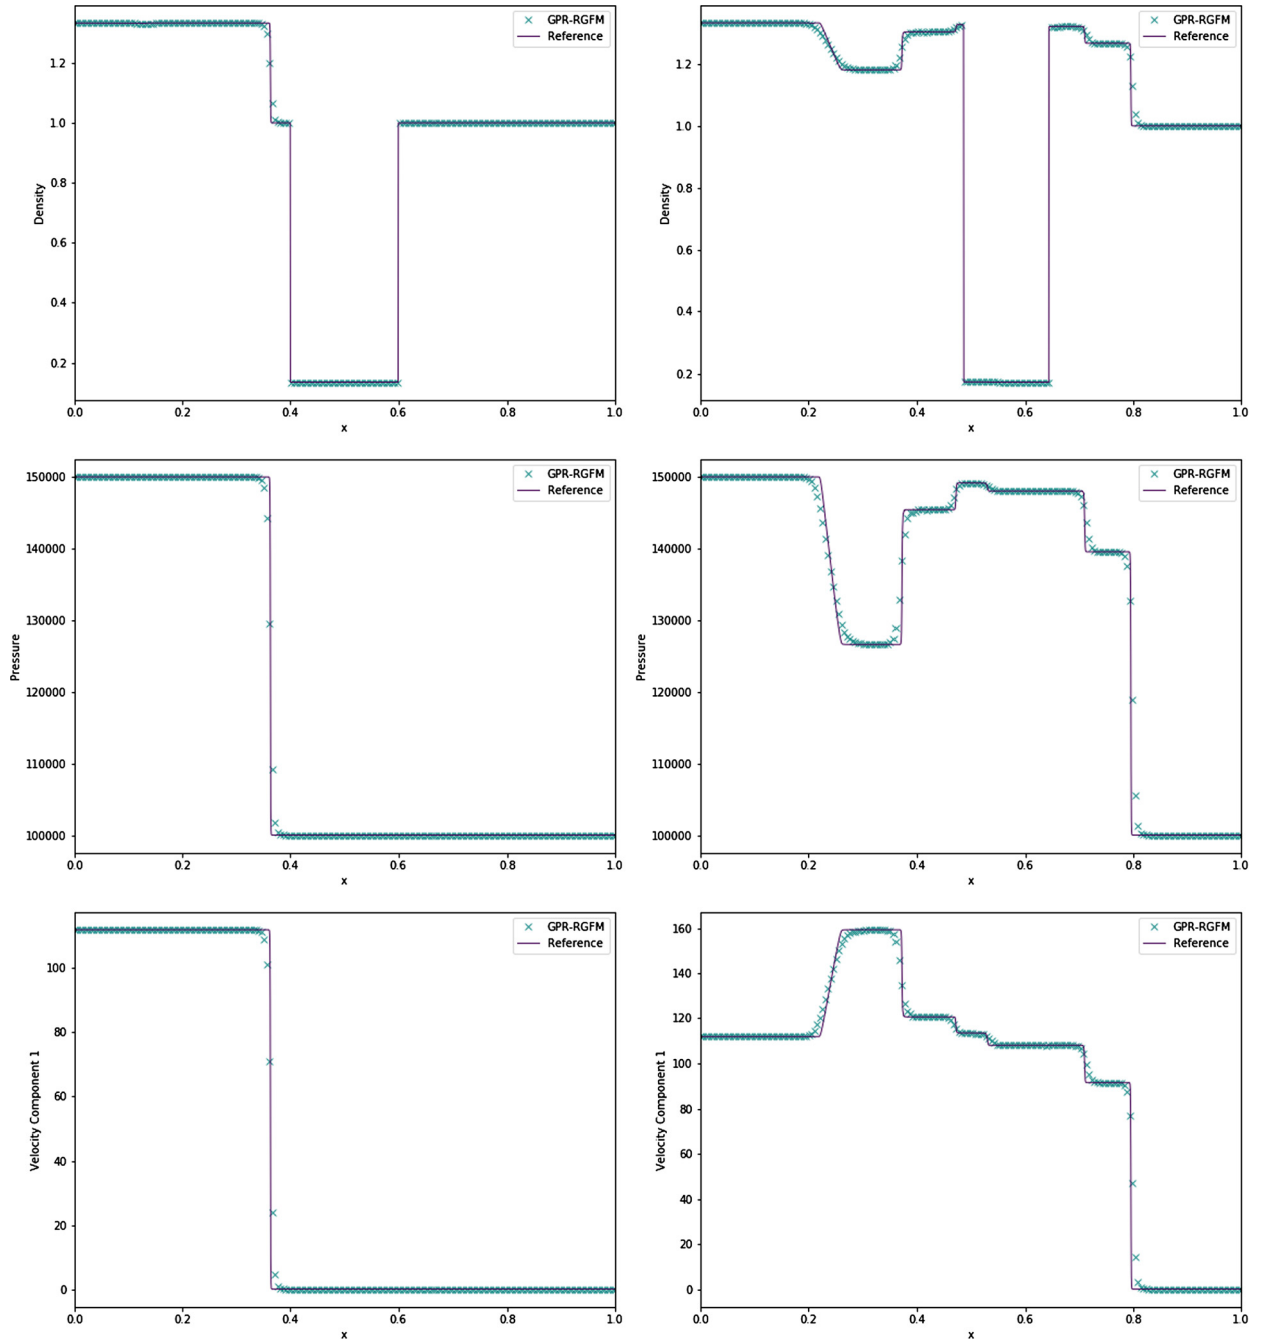 GPR-RGFM
Reference
1.2
1.0
0.8
0.6
0.4
0.2
Density
0.0 0.2 0.4 0.6 0.8 1.0
x
GPR-RGFM
Reference
1.2
1.0
0.8
0.6
0.4
0.2
Density
0.0 0.2 0.4 0.6 0.8 1.0
x
GPR-RGFM
Reference
150000
140000
130000
120000
110000
100000
Pressure
0.0 0.2 0.4 0.6 0.8 1.0
x
GPR-RGFM
Reference
150000
140000
130000
120000
110000
100000
Pressure
0.0 0.2 0.4 0.6 0.8 1.0
x
GPR-RGFM
Reference
100
80
60
40
20
0
Velocity Component 1
0.0 0.2 0.4 0.6 0.8 1.0
x
GPR-RGFM
Reference
160
140
120
100
80
60
40
20
0
Velocity Component 1
0.0 0.2 0.4 0.6 0.8 1.0
x